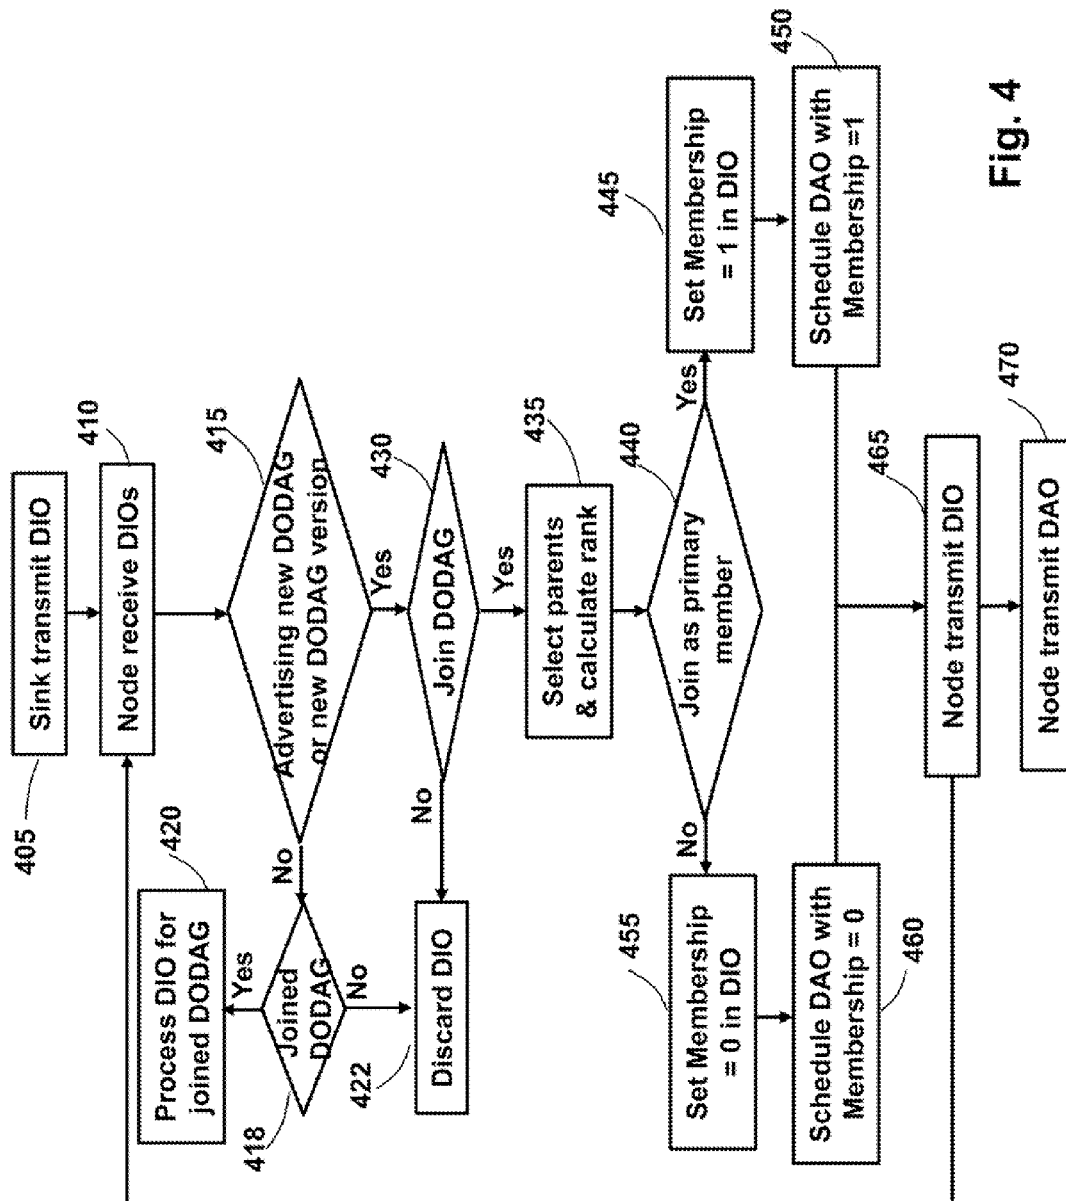 Sink transmit DIO
405
Node receive DIOs
410
Advertising new DODAG
or new DODAG version
415
No
Yes
Joined
DODAG
418
Yes
No
Process DIO for
joined DODAG
420
Discard DIO
422
Join DODAG
430
No
Yes
Select parents
& calculate rank
435
Join as primary
member
440
Yes
No
Set Membership
= 1 in DIO
445
Schedule DAO with
Membership =1
450
Set Membership
= 0 in DIO
455
Schedule DAO with
Membership = 0
460
Node transmit DIO
465
Node transmit DAO
470
Fig. 4